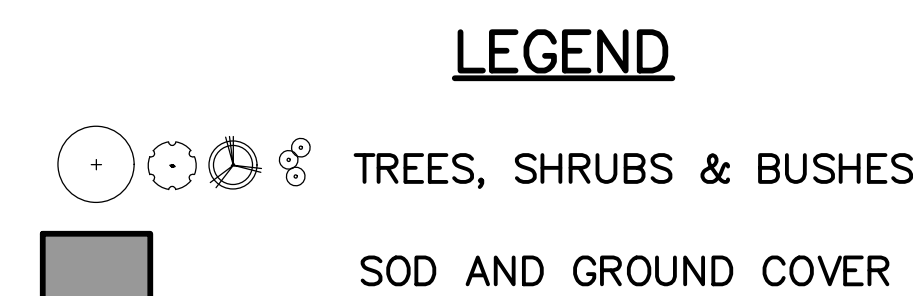 LEGEND
TREES, SHRUBS & BUSHES
SOD AND GROUND COVER